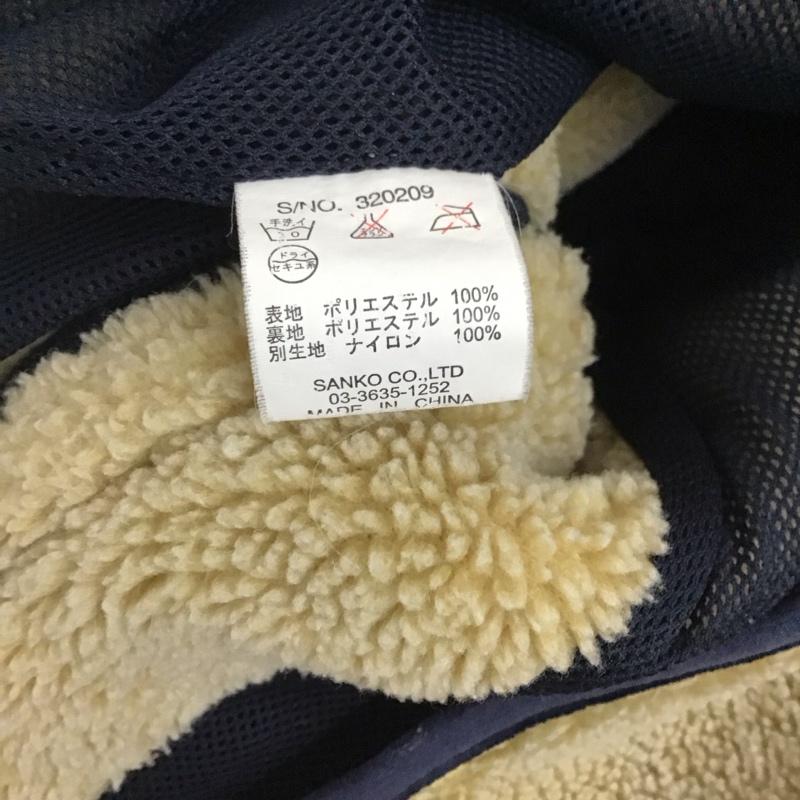 S/NO. 320209
手洗イ
30
ドライ
セキユ系
表地 ポリエステル 100%
裏地 ポリエステル 100%
別生地 ナイロン 100%
SANKO CO.,LTD
03-3635-1252
MADE IN CHINA